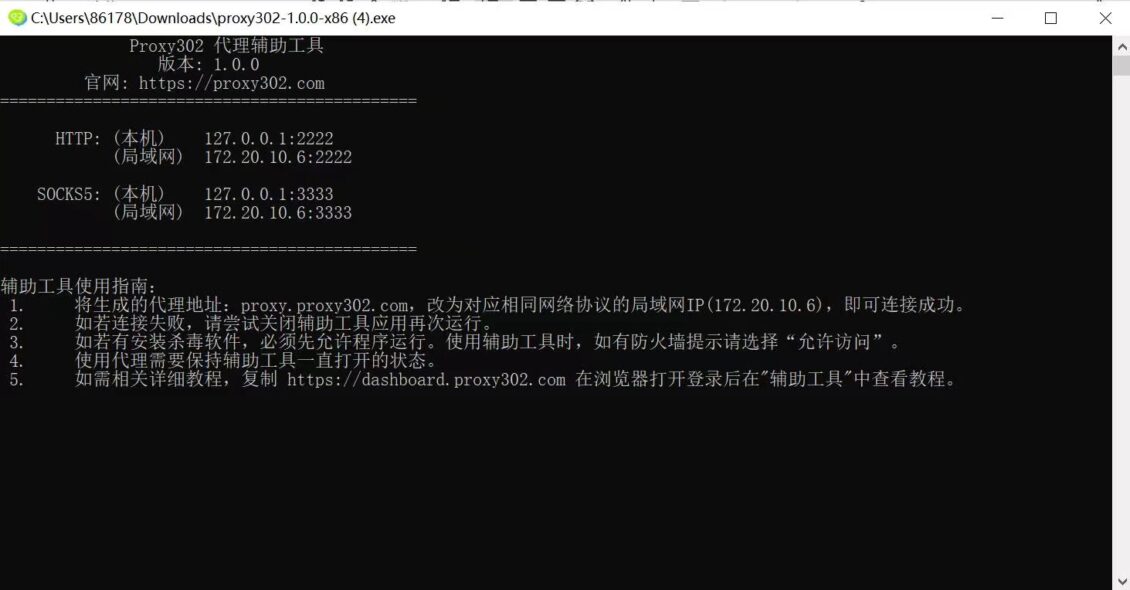 C:\Users\86178\Downloads\proxy302-1.0.0-x86 (4).exe
Proxy302 代理辅助工具
版本: 1.0.0
官网: https://proxy302.com
=============================================
HTTP: (本机) 127.0.0.1:2222
(局域网) 172.20.10.6:2222
SOCKS5: (本机) 127.0.0.1:3333
(局域网) 172.20.10.6:3333
=============================================
辅助工具使用指南:
1. 将生成的代理地址: proxy.proxy302.com，改为对应相同网络协议的局域网IP(172.20.10.6)，即可连接成功。
2. 如若连接失败，请尝试关闭辅助工具应用再次运行。
3. 如若有安装杀毒软件，必须先允许程序运行。使用辅助工具时，如有防火墙提示请选择“允许访问”。
4. 使用代理需要保持辅助工具一直打开的状态。
5. 如需相关详细教程，复制 https://dashboard.proxy302.com 在浏览器打开登录后在"辅助工具"中查看教程。